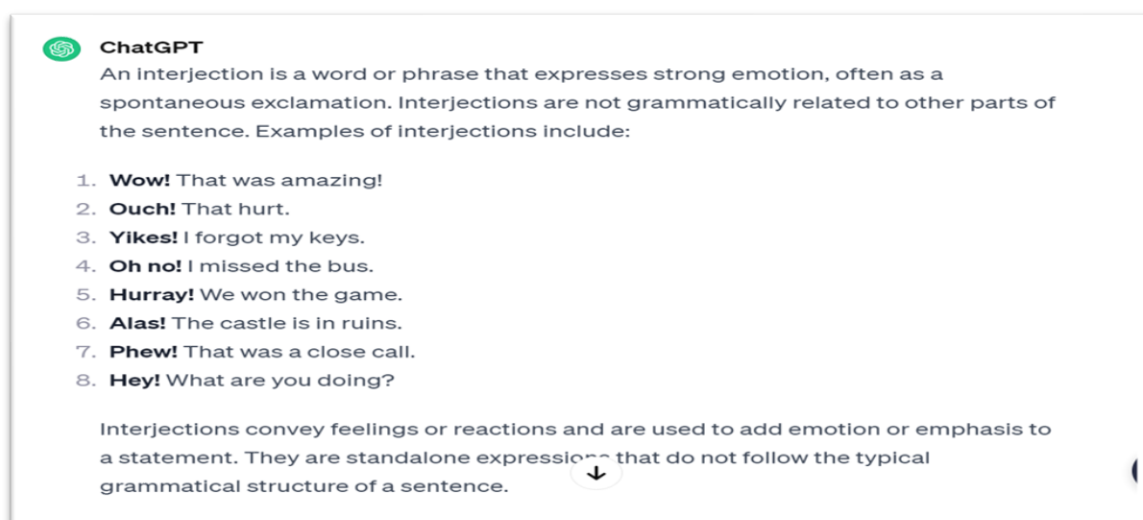 ChatGPT
An interjection is a word or phrase that expresses strong emotion, often as a
spontaneous exclamation. Interjections are not grammatically related to other parts of
the sentence. Examples of interjections include:
1. Wow! That was amazing!
2. Ouch! That hurt.
3. Yikes! I forgot my keys.
4. Oh no! I missed the bus.
5. Hurray! We won the game.
6. Alas! The castle is in ruins.
7. Phew! That was a close call.
8. Hey! What are you doing?
Interjections convey feelings or reactions and are used to add emotion or emphasis to
a statement. They are standalone expressions that do not follow the typical
grammatical structure of a sentence.